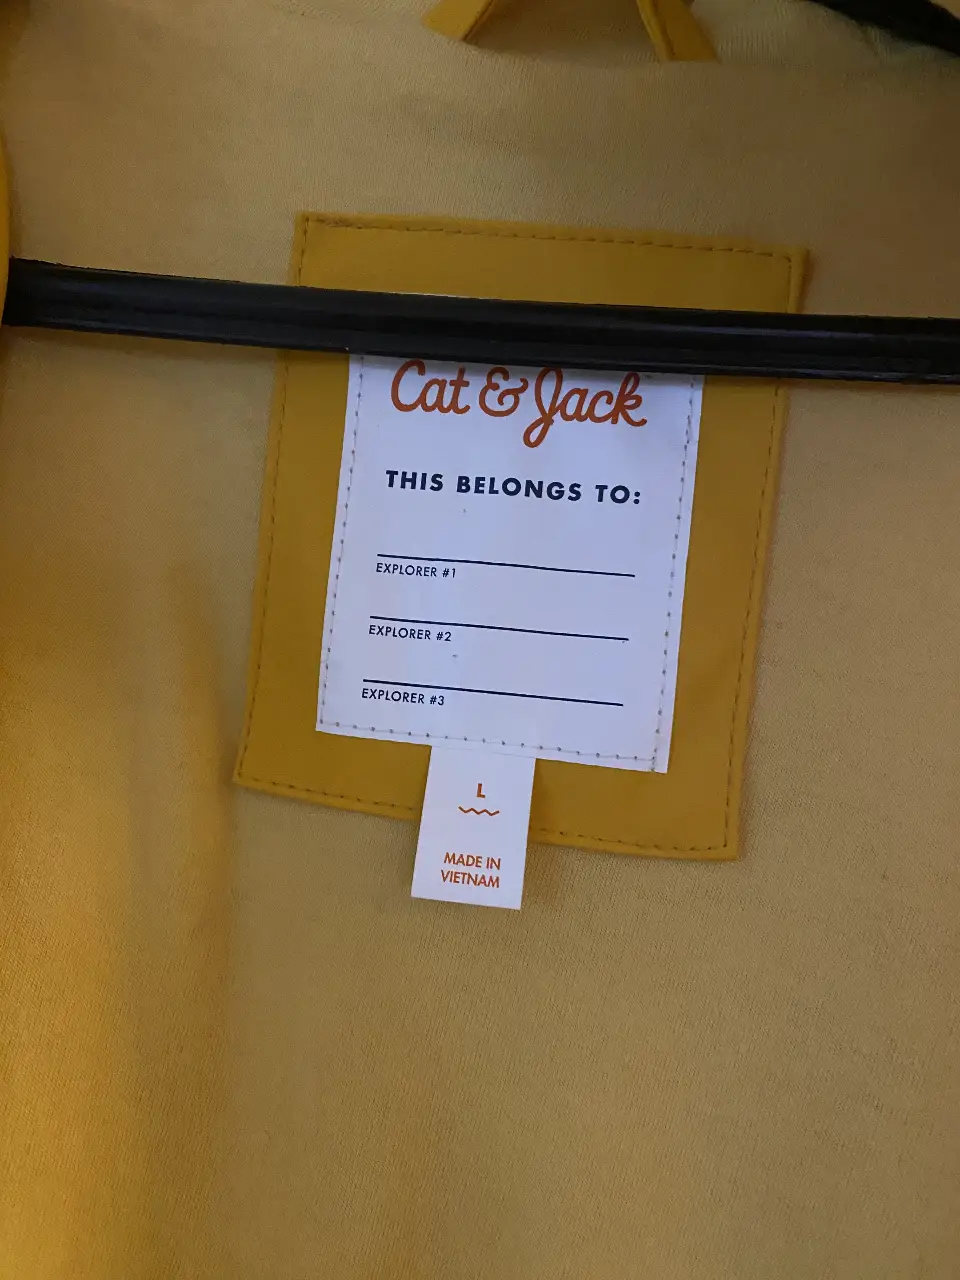 Cat & Jack
THIS BELONGS TO:
EXPLORER #1
EXPLORER #2
EXPLORER #3
L
MADE IN
VIETNAM